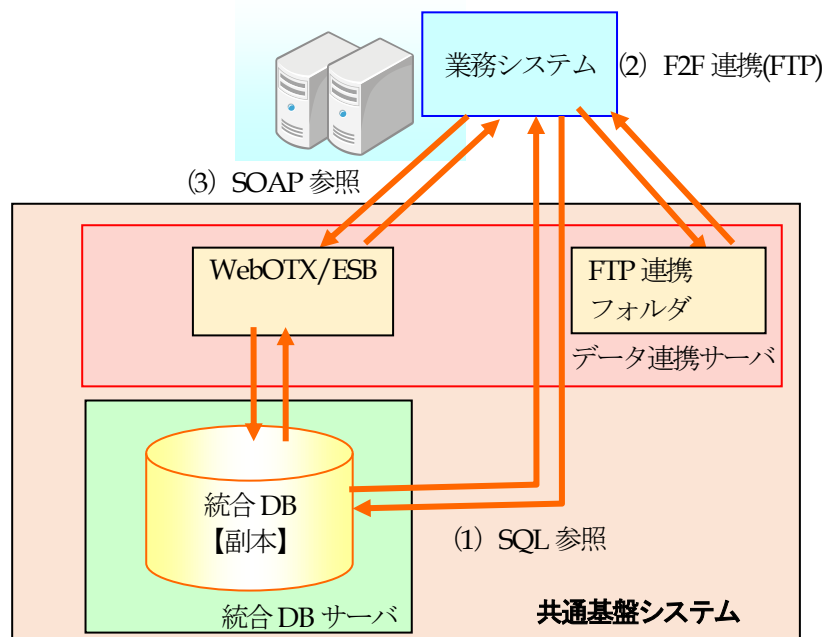 業務システム
(2) F2F 連携(FTP)
(3) SOAP 参照
WebOTX/ESB
FTP 連携
フォルダ
データ連携サーバ
統合 DB
【副本】
(1) SQL 参照
統合 DB サーバ
共通基盤システム